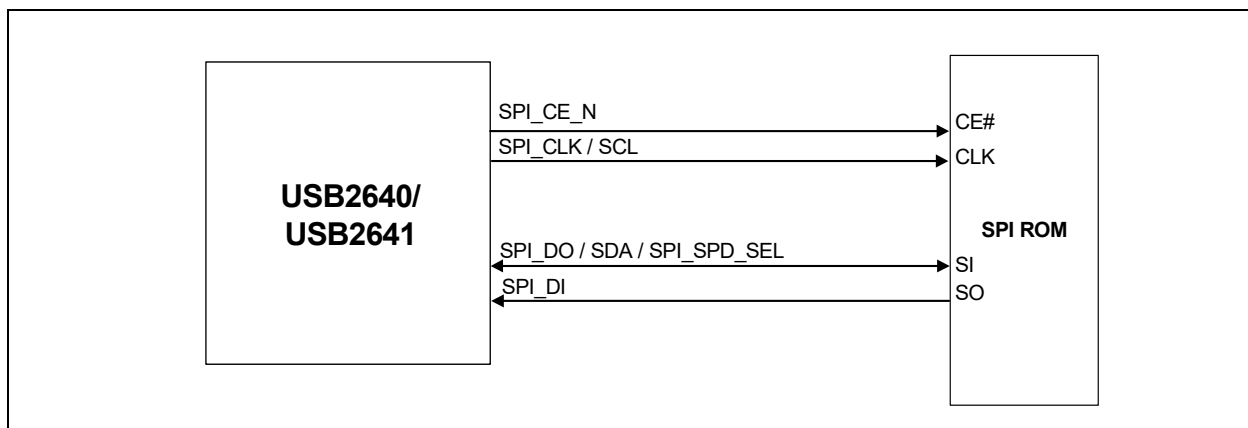 SPI_CE_N
CE#
SPI_CLK / SCL
CLK
USB2640/
USB2641
SPI ROM
SPI_DO / SDA / SPI_SPD_SEL
SI
SPI_DI
SO